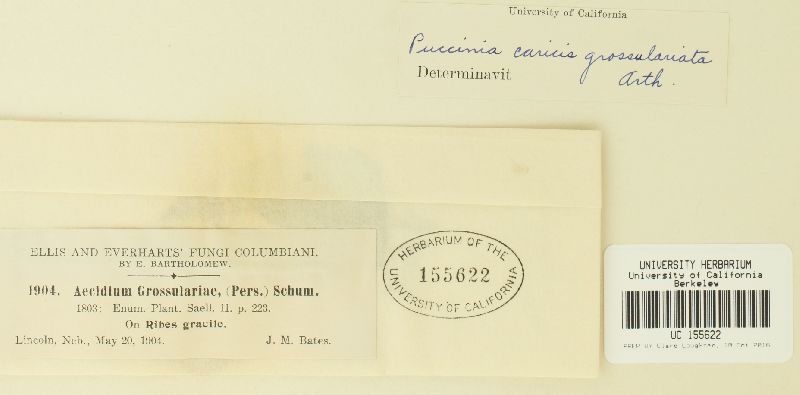 University of California
Puccinia caricis grossulariata
Determinavit Arth.
ELLIS AND EVERHARTS' FUNGI COLUMBIANI.
BY E. BARTHOLOMEW.
1904. Aecidium Grossulariae, (Pers.) Schum.
1803: Enum. Plant. Saell. II. p. 223.
On Ribes gracile.
Lincoln, Neb., May 20, 1904. J. M. Bates.
HERBARIUM OF THE
155622
UNIVERSITY OF CALIFORNIA
UNIVERSITY HERBARIUM
University of California
Berkeley
UC 155622
PREP BY